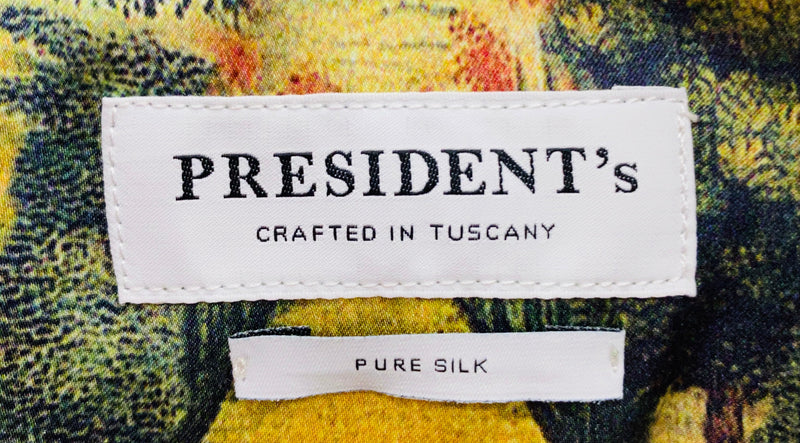 PRESIDENT's
CRAFTED IN TUSCANY
PURE SILK